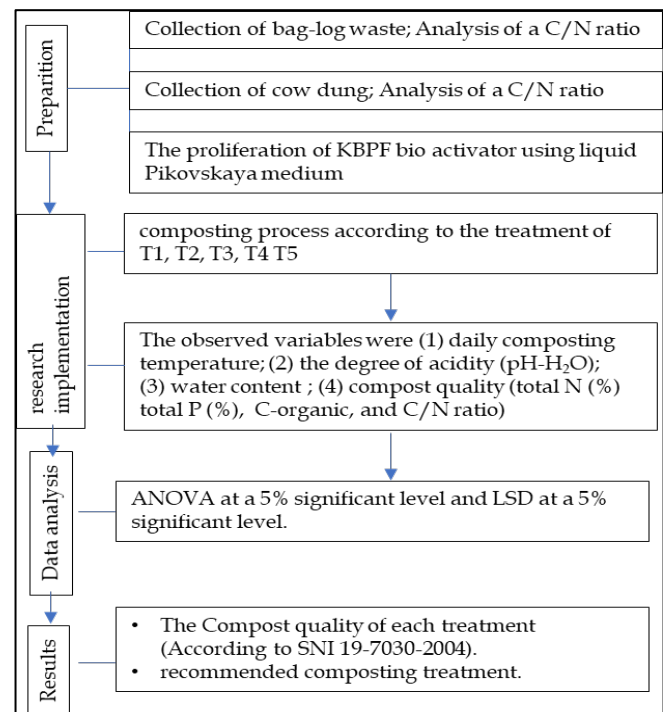 Preparition
Collection of bag-log waste; Analysis of a C/N ratio
Collection of cow dung; Analysis of a C/N ratio
The proliferation of KBPF bio activator using liquid
Pikovskaya medium
research
implementation
composting process according to the treatment of
T1, T2, T3, T4 T5
The observed variables were (1) daily composting
temperature; (2) the degree of acidity (pH-H₂O);
(3) water content ; (4) compost quality (total N (%)
total P (%), C-organic, and C/N ratio)
Data analysis
ANOVA at a 5% significant level and LSD at a 5%
significant level.
Results
• The Compost quality of each treatment
(According to SNI 19-7030-2004).
• recommended composting treatment.